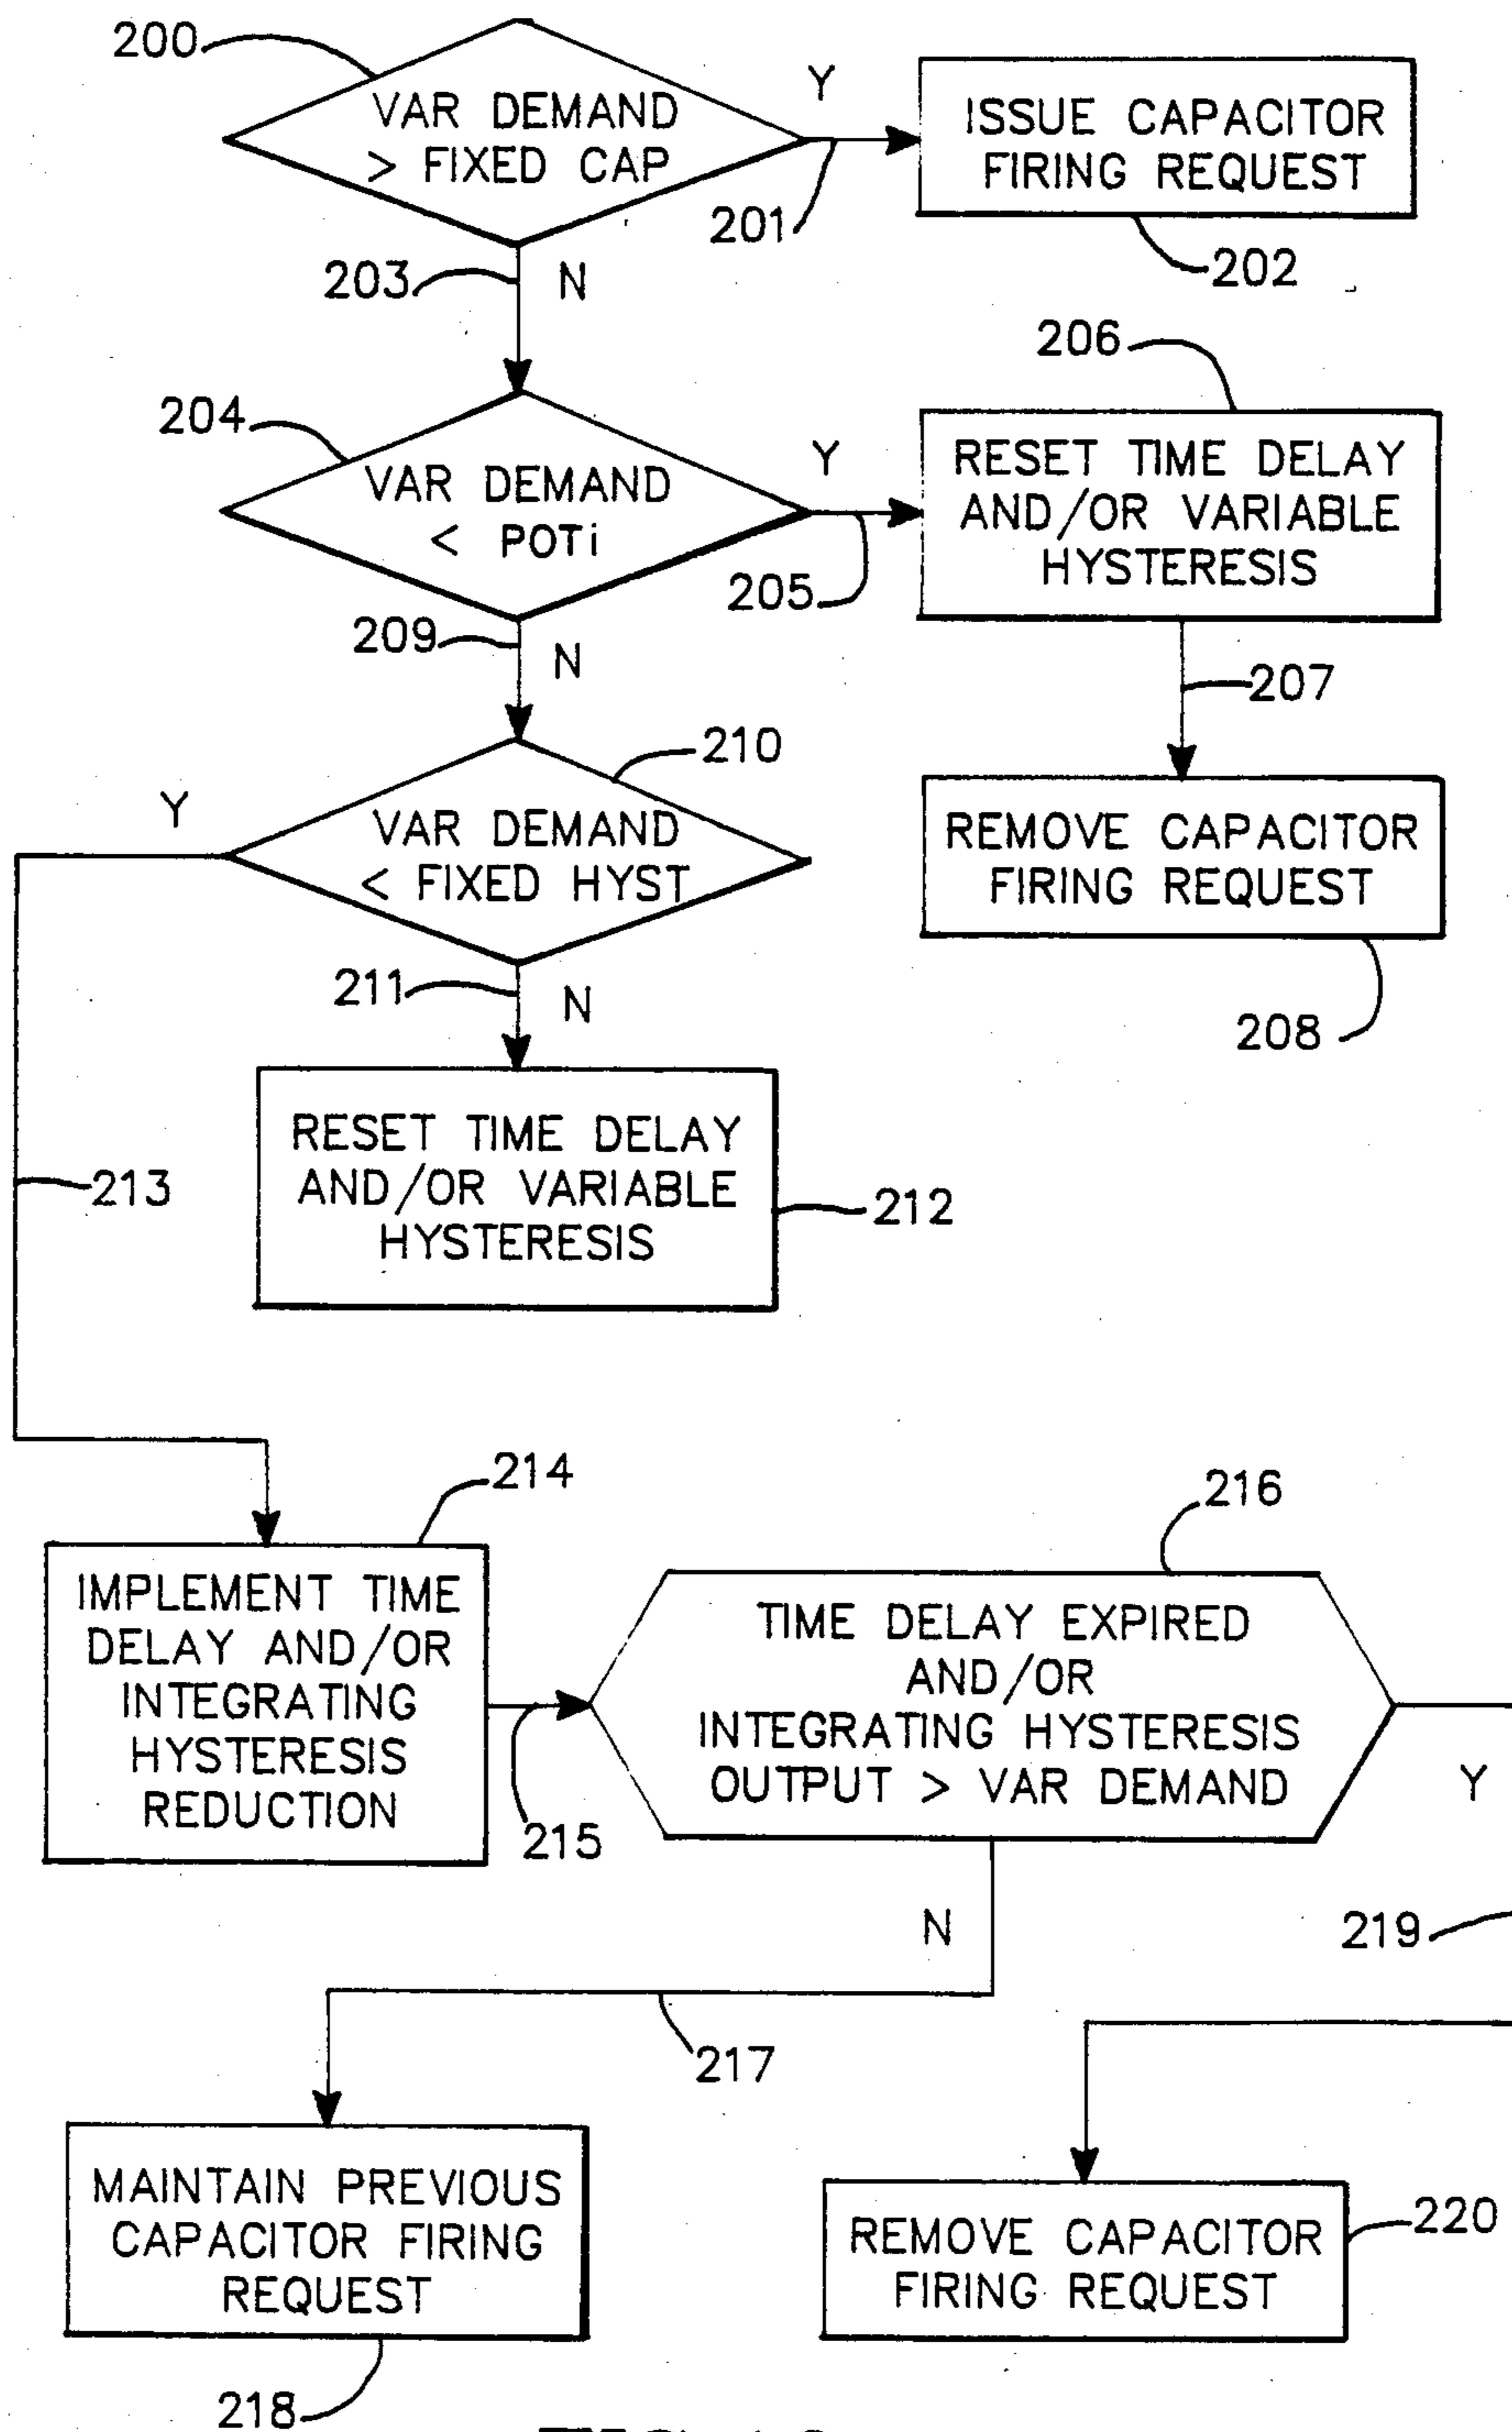 200
VAR DEMAND
> FIXED CAP
Y
201
ISSUE CAPACITOR
FIRING REQUEST
202
203
N
204
VAR DEMAND
< POTi
Y
205
206
RESET TIME DELAY
AND/OR VARIABLE
HYSTERESIS
207
209
N
210
VAR DEMAND
< FIXED HYST
Y
REMOVE CAPACITOR
FIRING REQUEST
208
211
N
RESET TIME DELAY
AND/OR VARIABLE
HYSTERESIS
212
213
214
IMPLEMENT TIME
DELAY AND/OR
INTEGRATING
HYSTERESIS
REDUCTION
215
216
TIME DELAY EXPIRED
AND/OR
INTEGRATING HYSTERESIS
OUTPUT > VAR DEMAND
Y
N
219
217
MAINTAIN PREVIOUS
CAPACITOR FIRING
REQUEST
218
REMOVE CAPACITOR
FIRING REQUEST
220